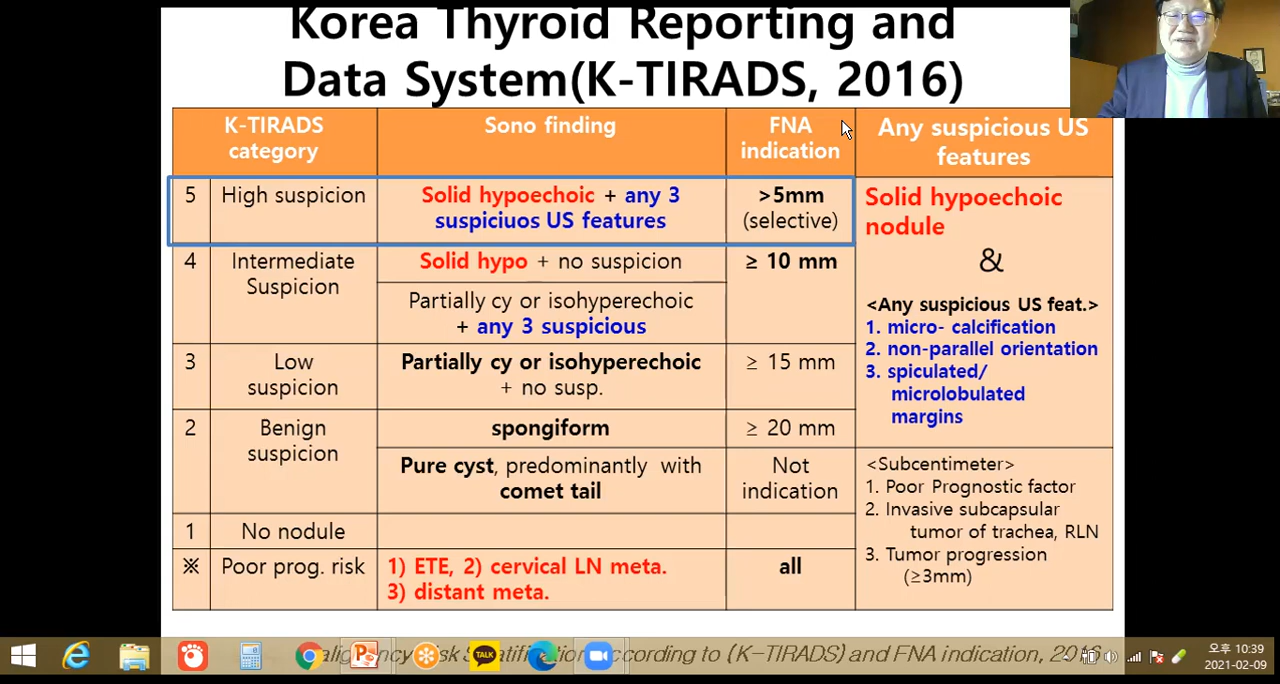 Korea Thyroid Reporting and
Data System(K-TIRADS, 2016)
K-TIRADS
category
Sono finding
FNA
indication
Any suspicious US
features
5 High suspicion
Solid hypoechoic + any 3
suspiciuos US features
>5mm
(selective)
4 Intermediate
Suspicion
Solid hypo + no suspicion
Partially cy or isohyperechoic
+ any 3 suspicious
≥ 10 mm
3 Low
suspicion
Partially cy or isohyperechoic
+ no susp.
≥ 15 mm
2 Benign
suspicion
spongiform
≥ 20 mm
Pure cyst, predominantly with
comet tail
Not
indication
1 No nodule
※ Poor prog. risk
1) ETE, 2) cervical LN meta.
3) distant meta.
all
Solid hypoechoic
nodule
&
<Any suspicious US feat.>
1. micro- calcification
2. non-parallel orientation
3. spiculated/
microlobulated
margins
<Subcentimeter>
1. Poor Prognostic factor
2. Invasive subcapsular
tumor of trachea, RLN
3. Tumor progression
(≥3mm)
according to (K-TIRADS) and FNA indication, 2016
TALK
오후 10:39
2021-02-09